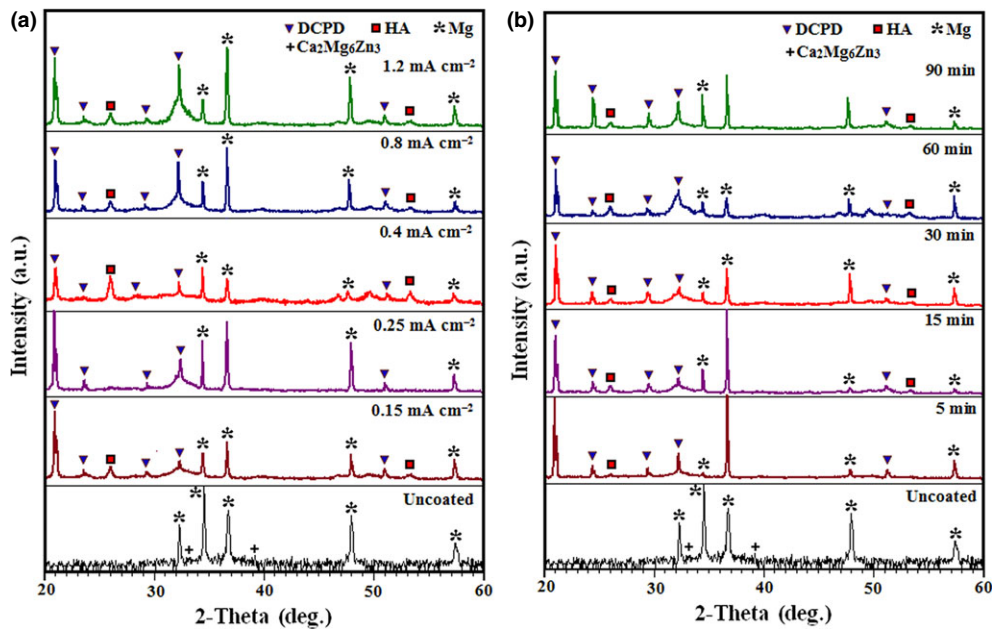 (a)
▼ DCPD ■ HA * Mg
+ Ca2Mg6Zn3
1.2 mA cm⁻²
0.8 mA cm⁻²
0.4 mA cm⁻²
0.25 mA cm⁻²
0.15 mA cm⁻²
Uncoated
Intensity (a.u.)
20 30 40 50 60
2-Theta (deg.)
(b)
▼ DCPD ■ HA * Mg
+ Ca2Mg6Zn3
90 min
60 min
30 min
15 min
5 min
Uncoated
Intensity (a.u.)
20 30 40 50 60
2-Theta (deg.)